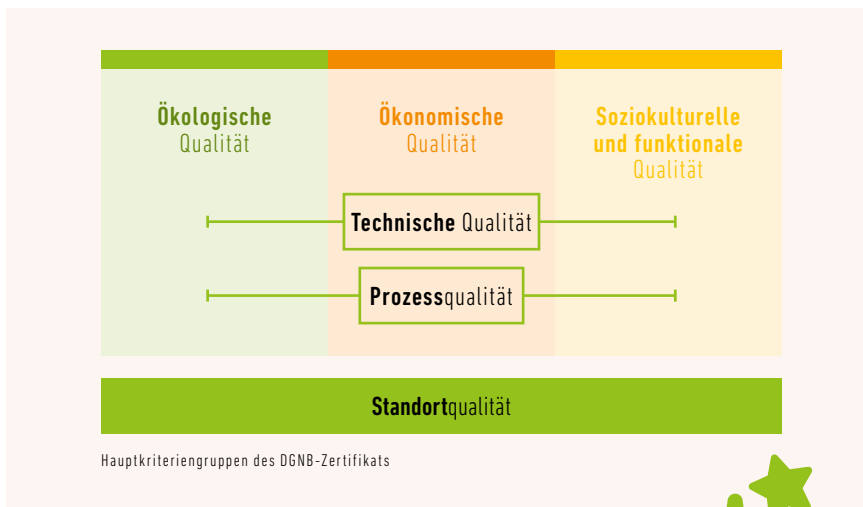 Ökologische
Qualität
Ökonomische
Qualität
Soziokulturelle
und funktionale
Qualität
Technische Qualität
Prozessqualität
Standortqualität
Hauptkriteriengruppen des DGNB-Zertifikats